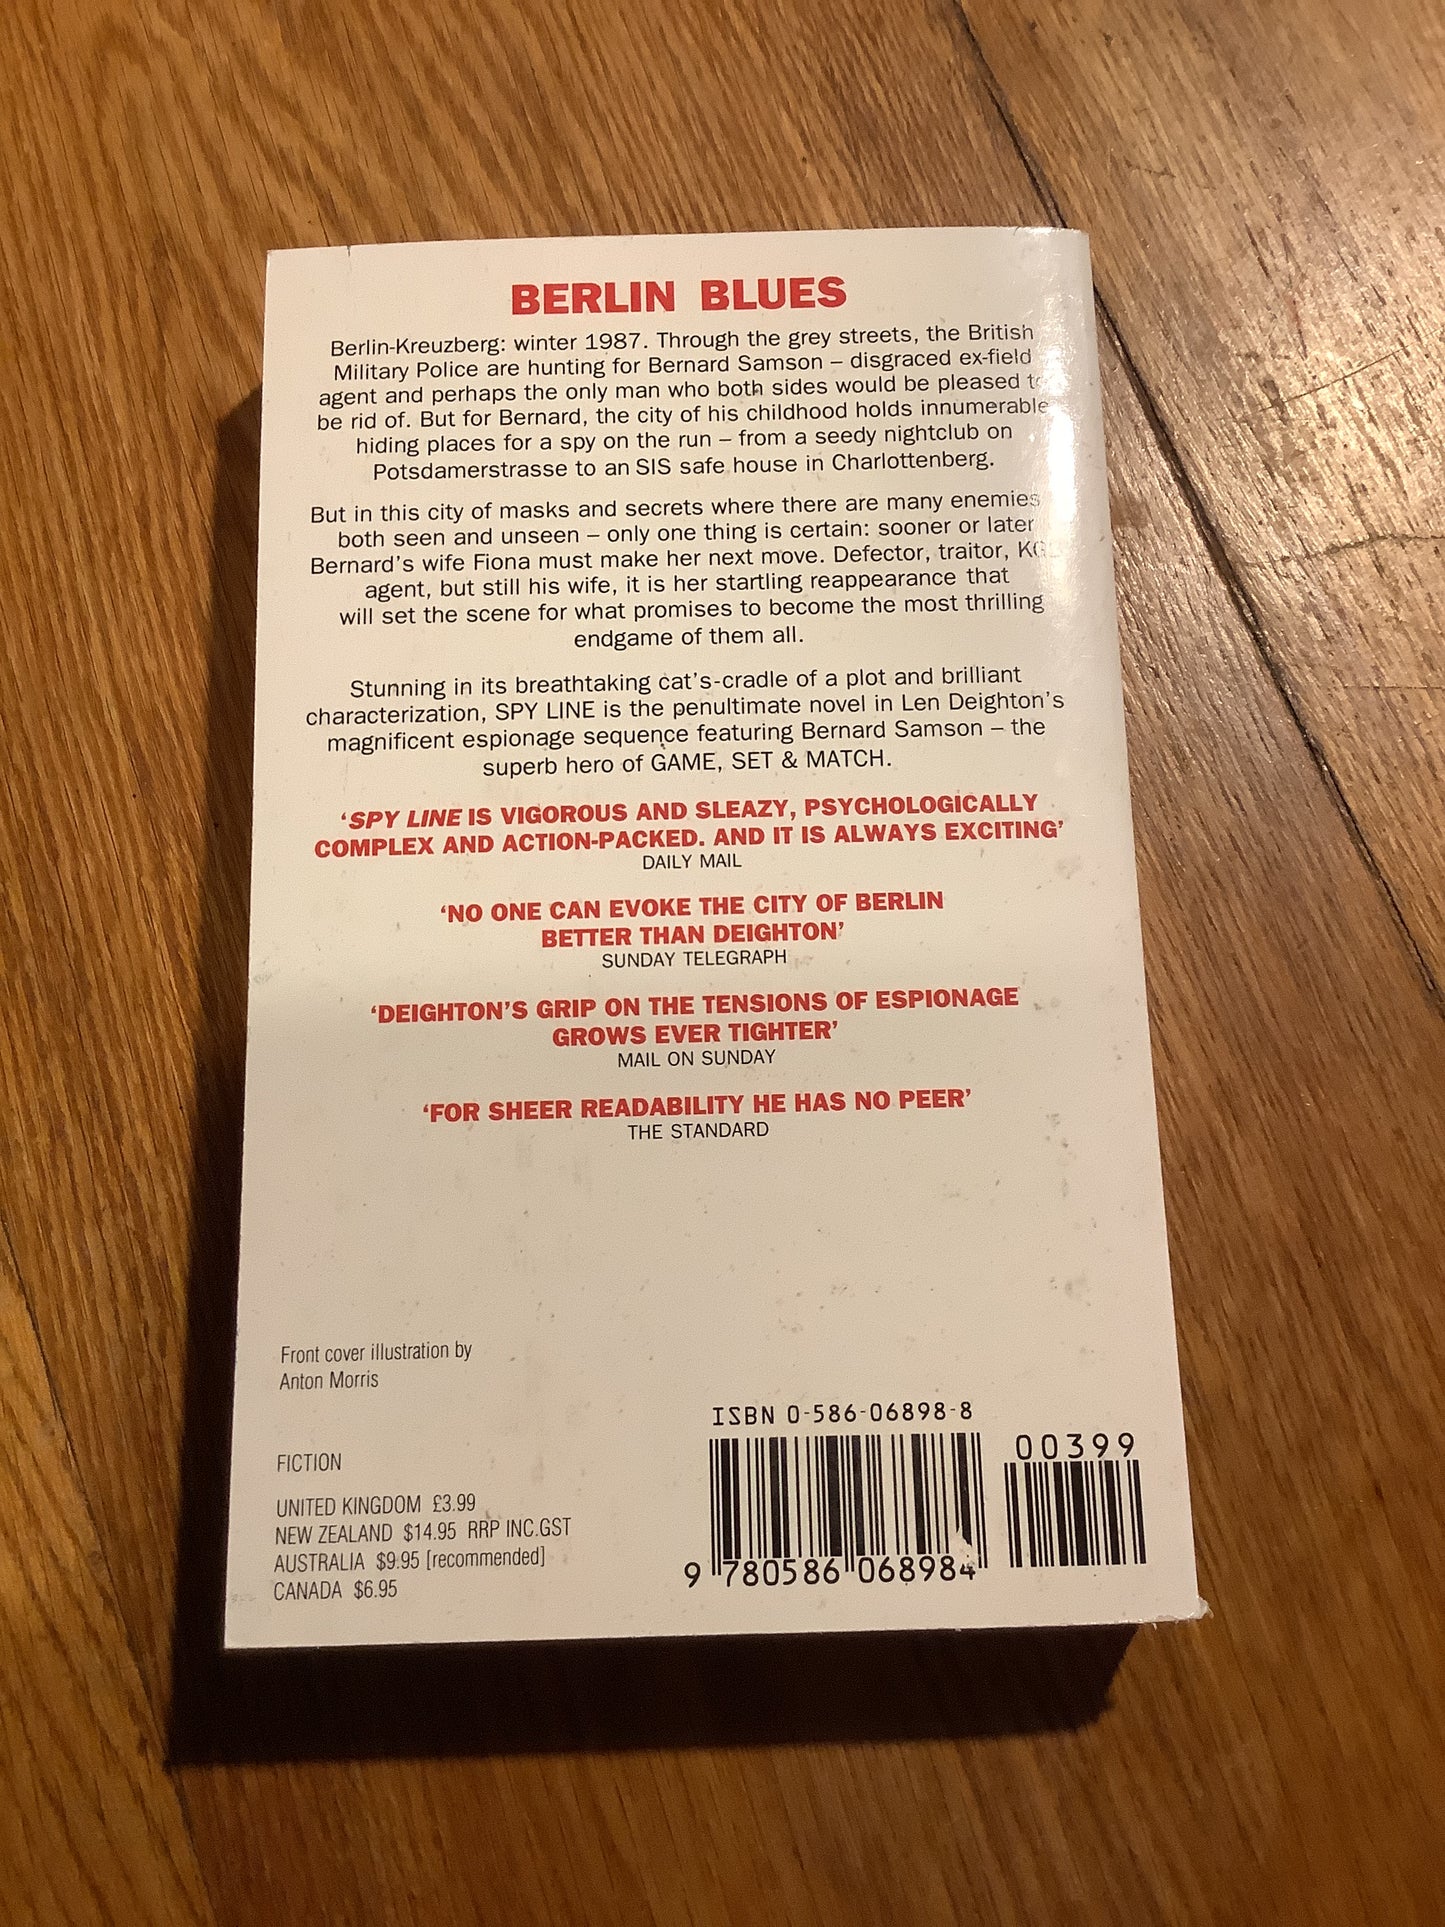 BERLIN BLUES
Berlin-Kreuzberg: winter 1987. Through the grey streets, the British
Military Police are hunting for Bernard Samson – disgraced ex-field
agent and perhaps the only man who both sides would be pleased to
be rid of. But for Bernard, the city of his childhood holds innumerable
hiding places for a spy on the run – from a seedy nightclub on
Potsdamerstrasse to an SIS safe house in Charlottenberg.
But in this city of masks and secrets where there are many enemies
both seen and unseen – only one thing is certain: sooner or later
Bernard's wife Fiona must make her next move. Defector, traitor,
agent, but still his wife, it is her startling reappearance that
will set the scene for what promises to become the most thrilling
endgame of them all.
Stunning in its breathtaking cat's-cradle of a plot and brilliant
characterization, SPY LINE is the penultimate novel in Len Deighton's
magnificent espionage sequence featuring Bernard Samson – the
superb hero of GAME, SET & MATCH.
'SPY LINE IS VIGOROUS AND SLEAZY, PSYCHOLOGICALLY
COMPLEX AND ACTION-PACKED. AND IT IS ALWAYS EXCITING'
DAILY MAIL
'NO ONE CAN EVOKE THE CITY OF BERLIN
BETTER THAN DEIGHTON'
SUNDAY TELEGRAPH
'DEIGHTON'S GRIP ON THE TENSIONS OF ESPIONAGE
GROWS EVER TIGHTER'
MAIL ON SUNDAY
'FOR SHEER READABILITY HE HAS NO PEER'
THE STANDARD
Front cover illustration by
Anton Morris
FICTION
UNITED KINGDOM £3.99
NEW ZEALAND $14.95 RRP INC.GST
AUSTRALIA $9.95 [recommended]
CANADA $6.95
ISBN 0-586-06898-8
00399
9 780586 068984